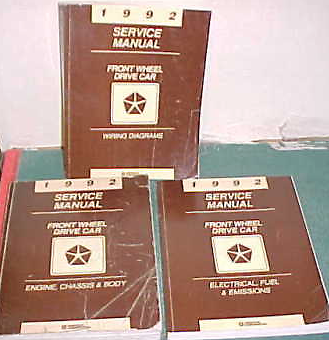 1992
SERVICE
MANUAL
FRONT WHEEL
DRIVE CAR
WIRING DIAGRAMS
1992
SERVICE
MANUAL
FRONT WHEEL
DRIVE CAR
ENGINE, CHASSIS & BODY
1992
SERVICE
MANUAL
FRONT WHEEL
DRIVE CAR
ELECTRICAL, FUEL
& EMISSIONS